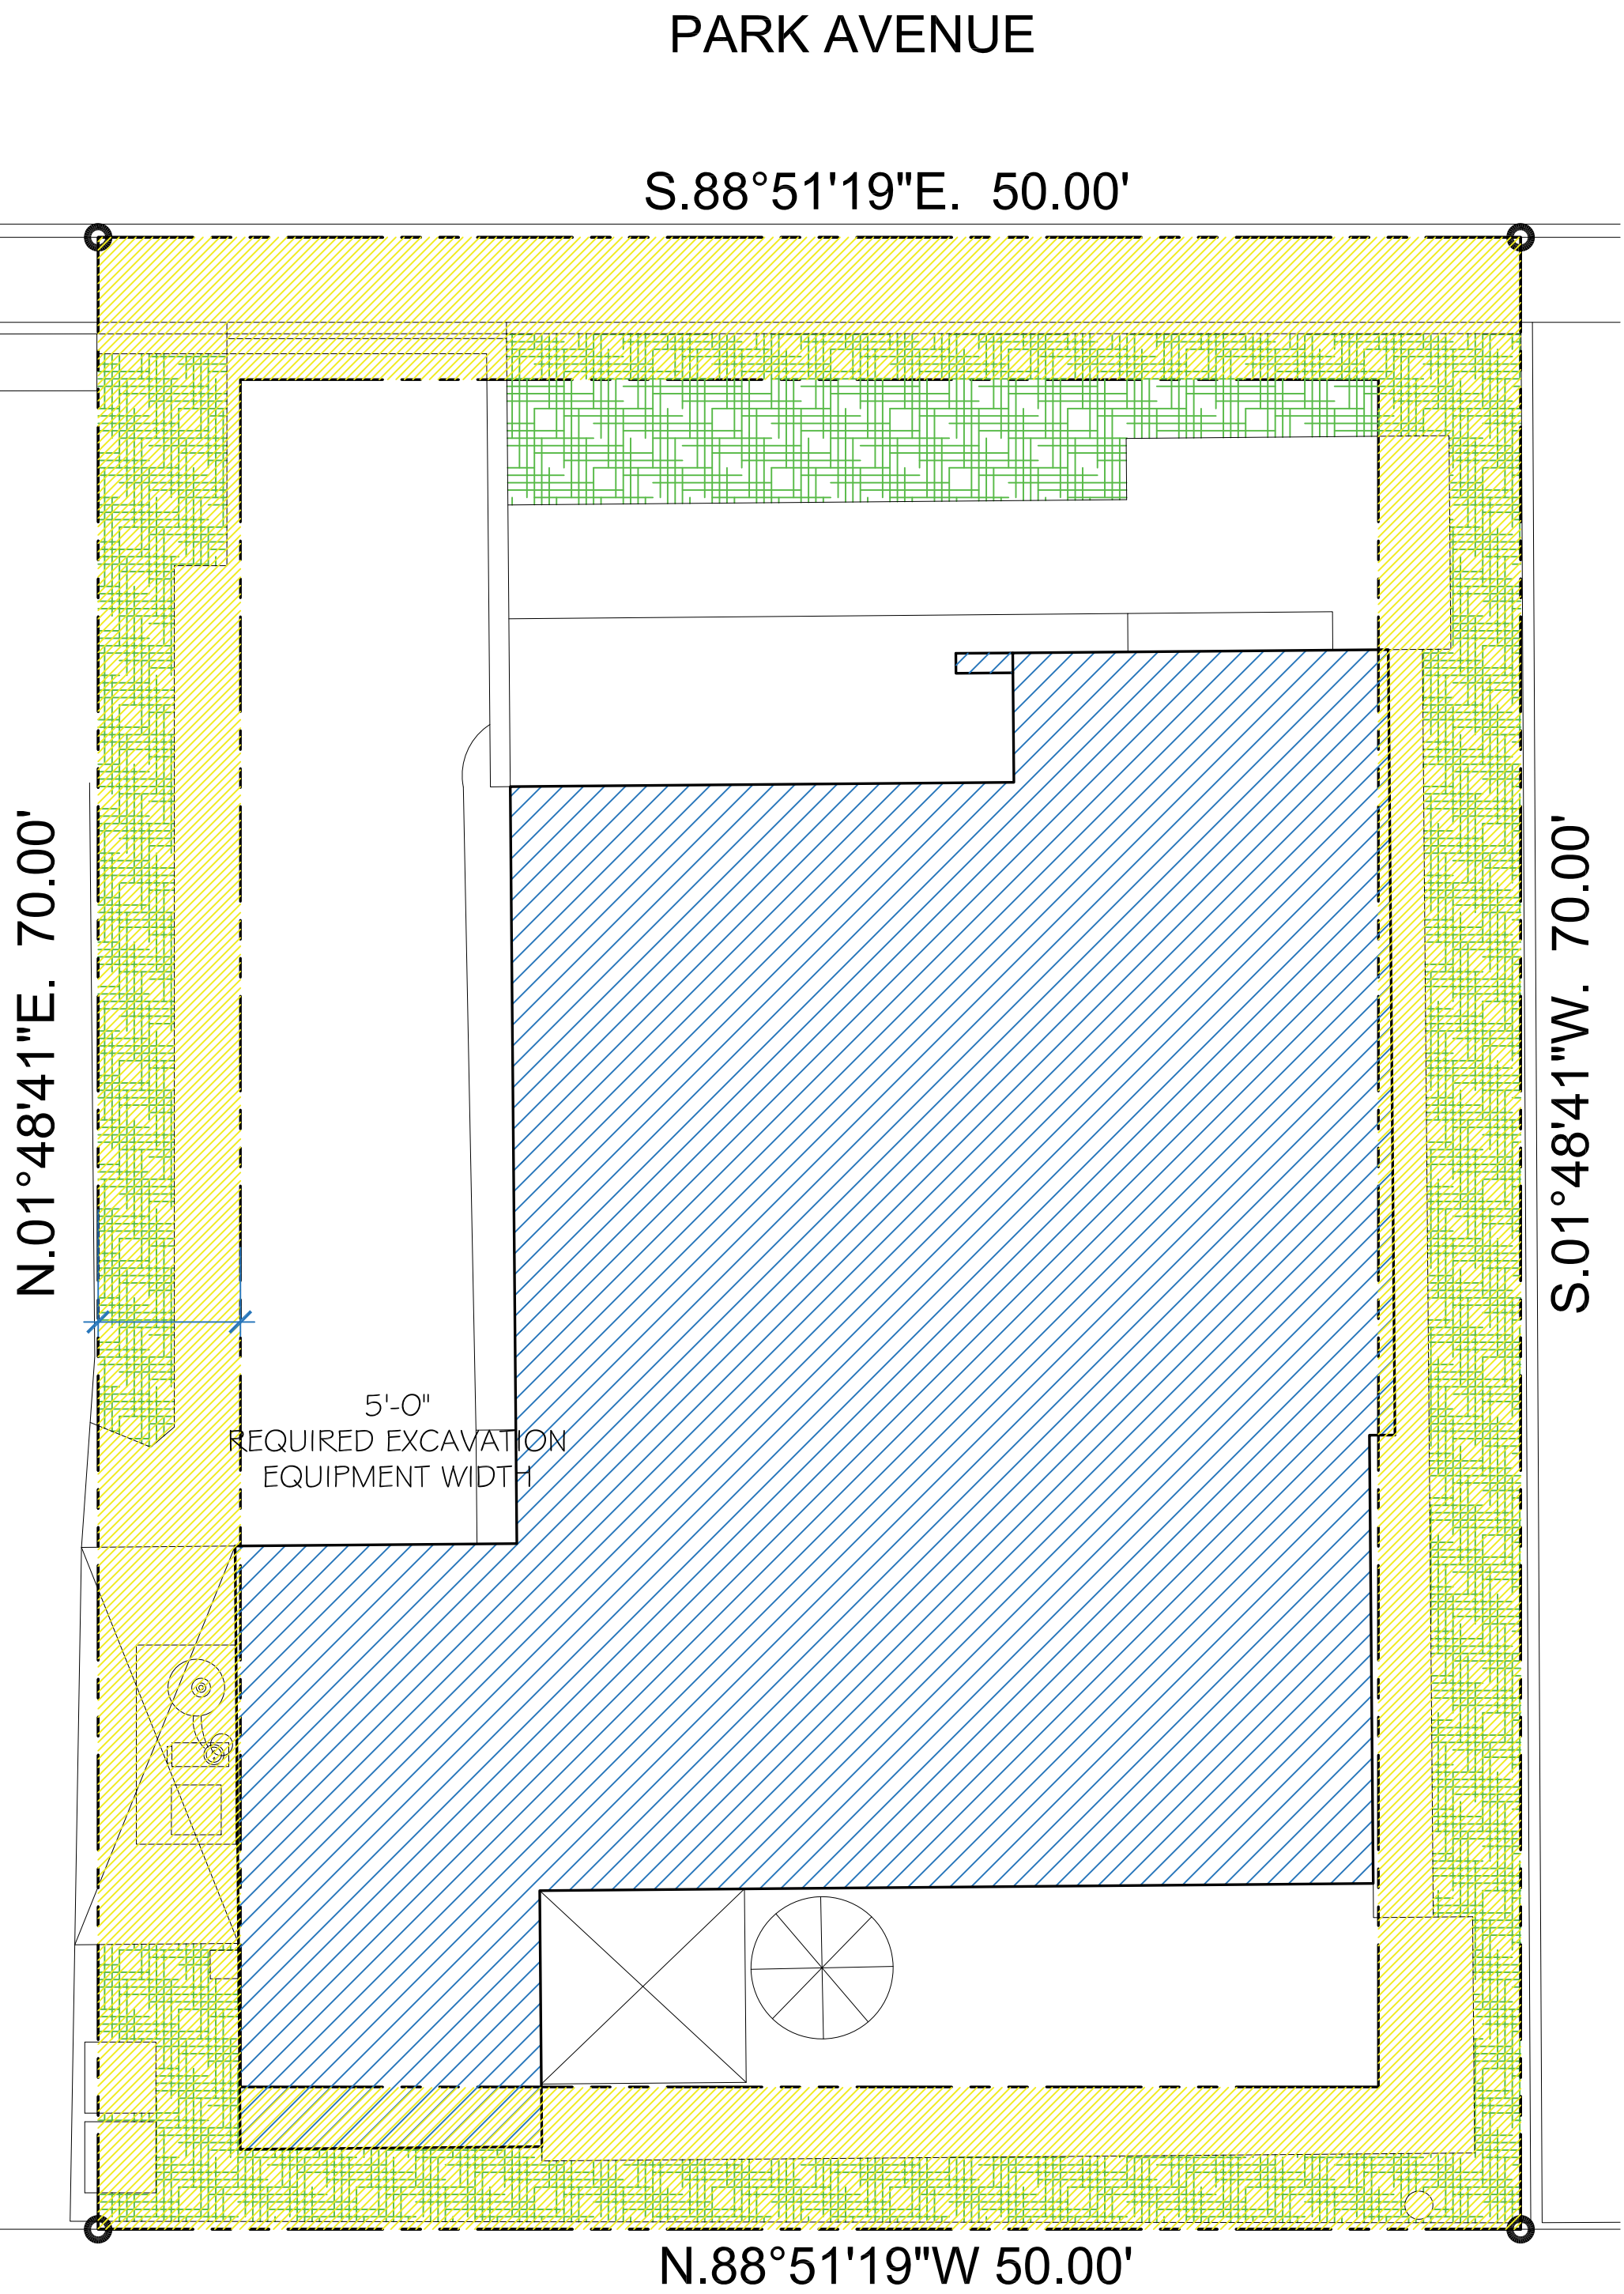 PARK AVENUE
S.88°51'19"E. 50.00'
N.01°48'41"E. 70.00'
S.01°48'41"W. 70.00'
5'-0"
REQUIRED EXCAVATION
EQUIPMENT WIDTH
N.88°51'19"W 50.00'